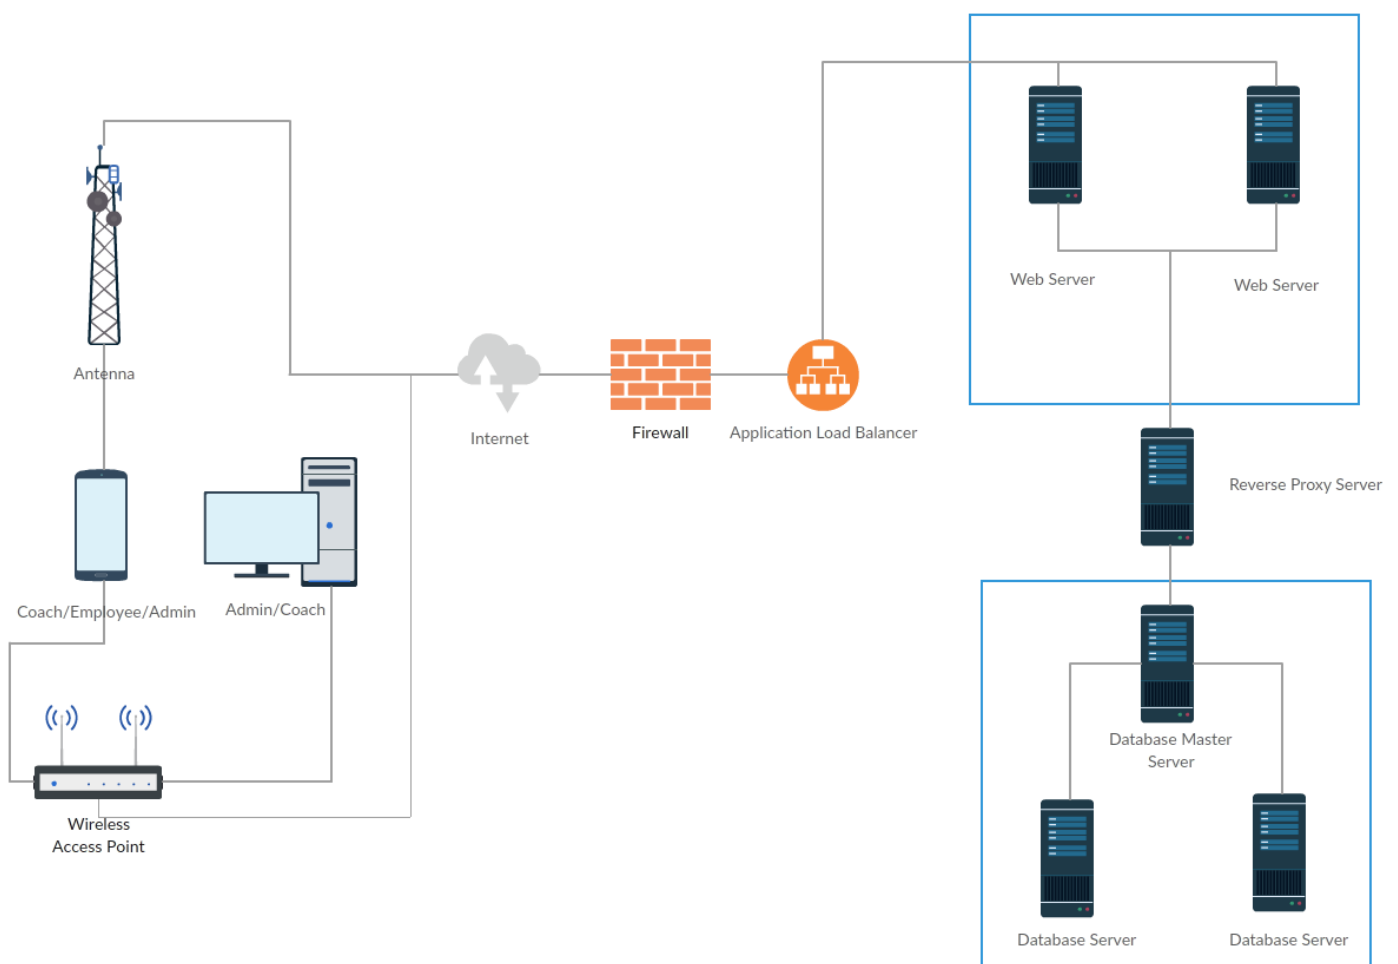 Web Server
Web Server
Antenna
Internet
Firewall
Application Load Balancer
Reverse Proxy Server
Coach/Employee/Admin
Admin/Coach
Database Master
Server
Wireless
Access Point
Database Server
Database Server